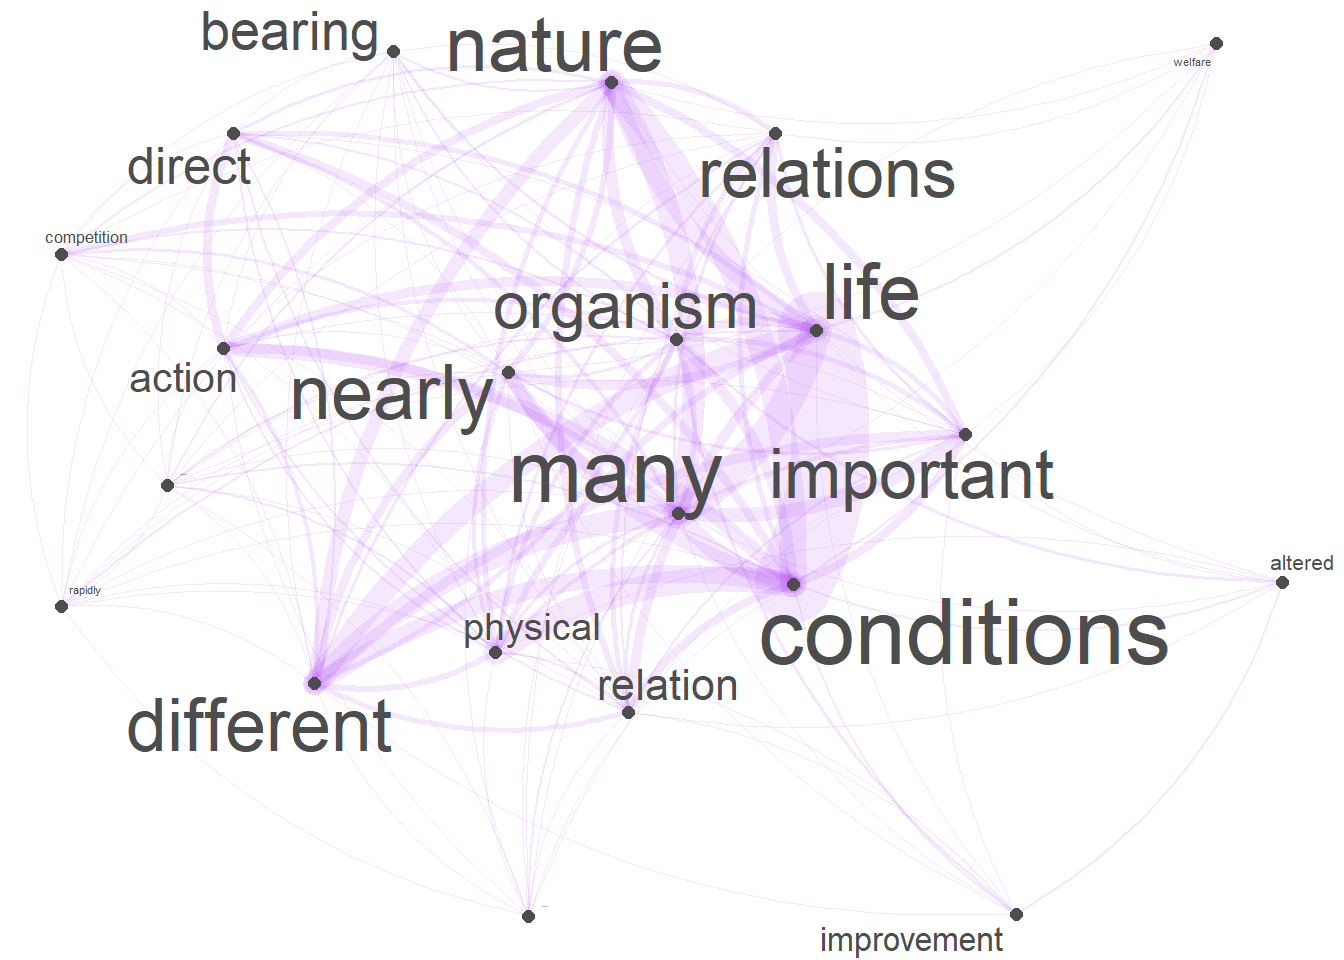 bearing
nature
welfare
direct
relations
competition
life
organism
action
nearly
many
important
altered
rapidly
physical
conditions
relation
different
improvement